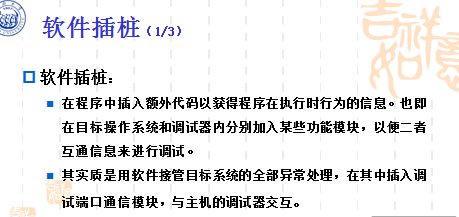 软件插桩（1/3）
软件插桩：
在程序中插入额外代码以获得程序在执行时行为的信息。也即
在目标操作系统和调试器内分别加入某些功能模块，以便二者
互通信息来进行调试。
其实质是用软件接管目标系统的全部异常处理，在其中插入调
试端口通信模块，与主机的调试器交互。
吉祥如意